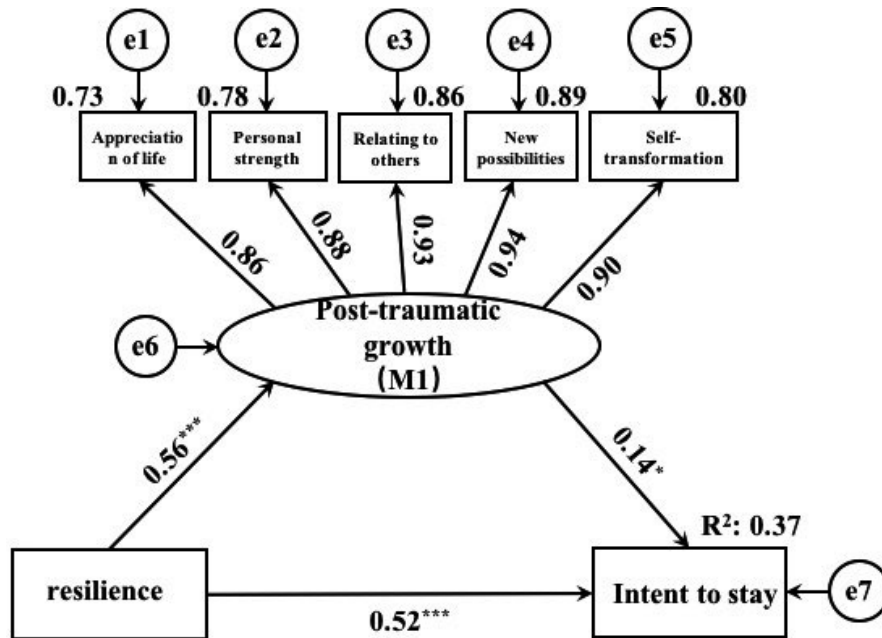 e1 e2 e3 e4 e5
0.73 0.78 0.86 0.89 0.80
Appreciatio
n of life
Personal
strength
Relating to
others
New
possibilities
Self-
transformation
0.86 0.88 0.93 0.94 0.90
Post-traumatic
growth
(M1)
e6
0.56***
0.14*
R²: 0.37
resilience
0.52***
Intent to stay
e7